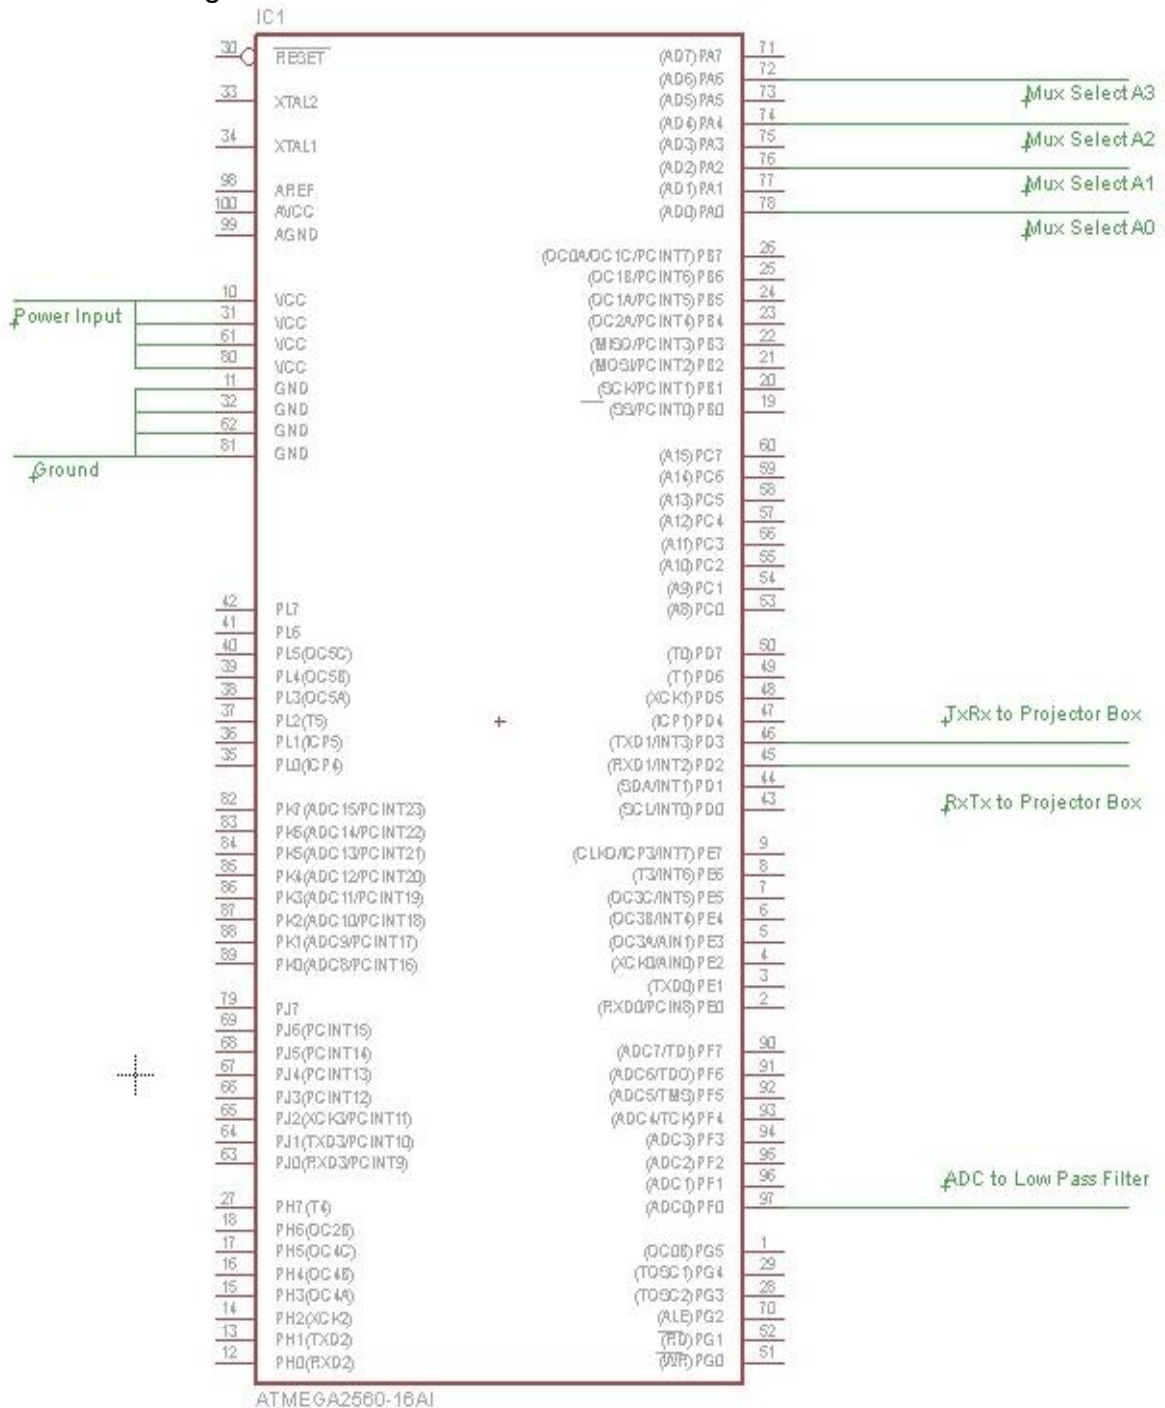 IC1
30 RESET
33 XTAL2
34 XTAL1
98 AREF
100 AVCC
99 AGND
10 VCC
31 VCC
61 VCC
80 VCC
11 GND
32 GND
62 GND
81 GND
Power Input
Ground
42 PL7
41 PL6
40 PL5(OC5C)
39 PL4(OC5B)
38 PL3(OC5A)
37 PL2(T5)
36 PL1(ICP5)
35 PL0(ICP4)
82 PK7(ADC15/PCINT23)
83 PK6(ADC14/PCINT22)
84 PK5(ADC13/PCINT21)
85 PK4(ADC12/PCINT20)
86 PK3(ADC11/PCINT19)
87 PK2(ADC10/PCINT18)
88 PK1(ADC9/PCINT17)
89 PK0(ADC8/PCINT16)
79 PJ7
69 PJ6(PCINT15)
68 PJ5(PCINT14)
67 PJ4(PCINT13)
66 PJ3(PCINT12)
65 PJ2(XCK3/PCINT11)
64 PJ1(TXD3/PCINT10)
63 PJ0(RXD3/PCINT9)
27 PH7(T4)
18 PH6(OC2B)
17 PH5(OC4C)
16 PH4(OC4B)
15 PH3(OC4A)
14 PH2(XCK2)
13 PH1(TXD2)
12 PH0(RXD2)
(AD7)PA7 71
(AD6)PA6 72
(AD5)PA5 73
(AD4)PA4 74
(AD3)PA3 75
(AD2)PA2 76
(AD1)PA1 77
(AD0)PA0 78
Mux Select A3
Mux Select A2
Mux Select A1
Mux Select A0
(OC0A/OC1C/PCINT7)PB7 26
(OC1B/PCINT6)PB6 25
(OC1A/PCINT5)PB5 24
(OC2A/PCINT4)PB4 23
(MISO/PCINT3)PB3 22
(MOSI/PCINT2)PB2 21
(SCK/PCINT1)PB1 20
(SS/PCINT0)PB0 19
(A15)PC7 60
(A14)PC6 59
(A13)PC5 58
(A12)PC4 57
(A11)PC3 56
(A10)PC2 55
(A9)PC1 54
(A8)PC0 53
(T0)PD7 50
(T1)PD6 49
(XCK1)PD5 48
(ICP1)PD4 47
(TXD1/INT3)PD3 46
(RXD1/INT2)PD2 45
(SDA/INT1)PD1 44
(SCL/INT0)PD0 43
TxRx to Projector Box
RxTx to Projector Box
(CLKO/ICP3/INT7)PE7 9
(T3/INT6)PE6 8
(OC3C/INT5)PE5 7
(OC3B/INT4)PE4 6
(OC3A/AIN1)PE3 5
(XCK0/AIN0)PE2 4
(TXD0)PE1 3
(RXD0/PCIN8)PE0 2
(ADC7/TDI)PF7 90
(ADC6/TDO)PF6 91
(ADC5/TMS)PF5 92
(ADC4/TCK)PF4 93
(ADC3)PF3 94
(ADC2)PF2 95
(ADC1)PF1 96
(ADC0)PF0 97
ADC to Low Pass Filter
(OC0B)PG5 1
(TOSC1)PG4 29
(TOSC2)PG3 28
(ALE)PG2 70
(RD)PG1 52
(WR)PG0 51
ATMEGA2560-16AI